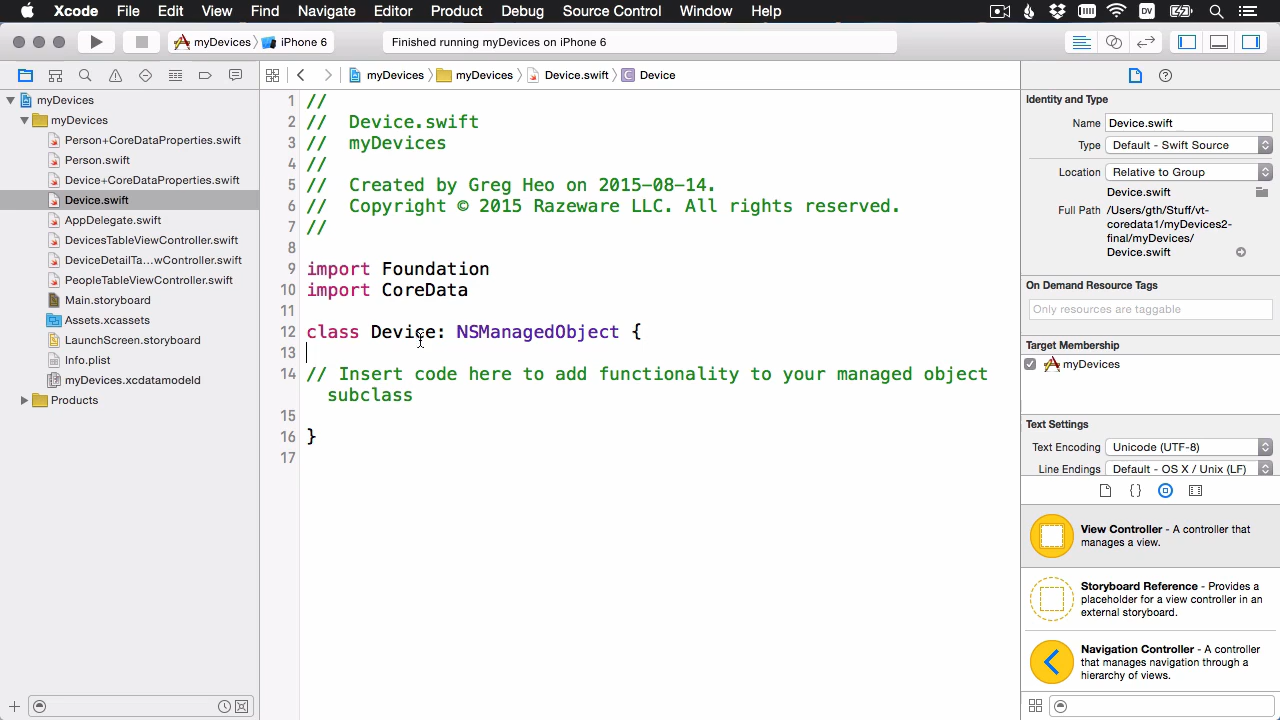 Xcode File Edit View Find Navigate Editor Product Debug Source Control Window Help DV
myDevices iPhone 6 Finished running myDevices on iPhone 6
myDevices myDevices Device.swift C Device
myDevices
myDevices
Person+CoreDataProperties.swift
Person.swift
Device+CoreDataProperties.swift
Device.swift
AppDelegate.swift
DevicesTableViewController.swift
DeviceDetailTa...wController.swift
PeopleTableViewController.swift
Main.storyboard
Assets.xcassets
LaunchScreen.storyboard
Info.plist
myDevices.xcdatamodeld
Products
1 //
2 // Device.swift
3 // myDevices
4 //
5 // Created by Greg Heo on 2015-08-14.
6 // Copyright © 2015 Razeware LLC. All rights reserved.
7 //
8
9 import Foundation
10 import CoreData
11
12 class Device: NSManagedObject {
13
14 // Insert code here to add functionality to your managed object
subclass
15
16 }
17
Identity and Type
Name Device.swift
Type Default - Swift Source
Location Relative to Group
Device.swift
Full Path /Users/gth/Stuff/vt-
coredata1/myDevices2-
final/myDevices/
Device.swift
On Demand Resource Tags
Only resources are taggable
Target Membership
myDevices
Text Settings
Text Encoding Unicode (UTF-8)
Line Endings Default - OS X / Unix (LF)
View Controller - A controller that
manages a view.
Storyboard Reference - Provides a
placeholder for a view controller in an
external storyboard.
Navigation Controller - A controller
that manages navigation through a
hierarchy of views.